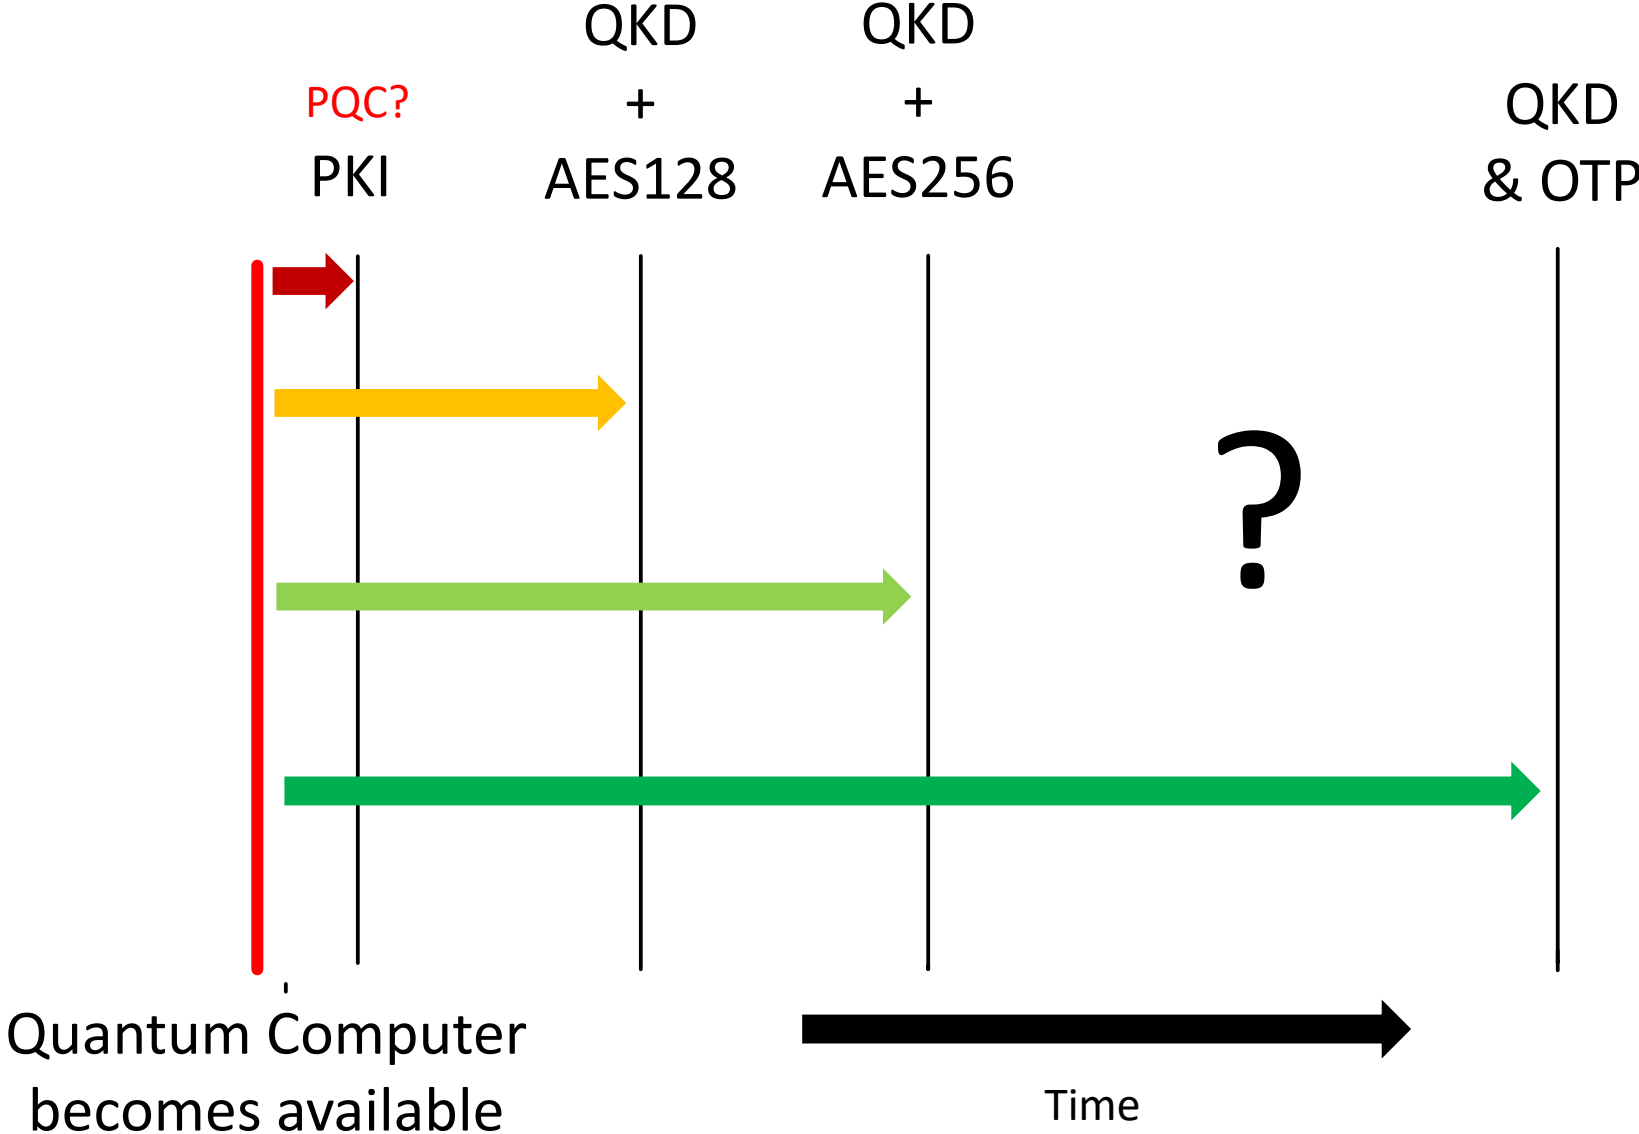 PQC?
PKI
QKD
+
AES128
QKD
+
AES256
QKD
& OTP
?
Quantum Computer
becomes available
Time